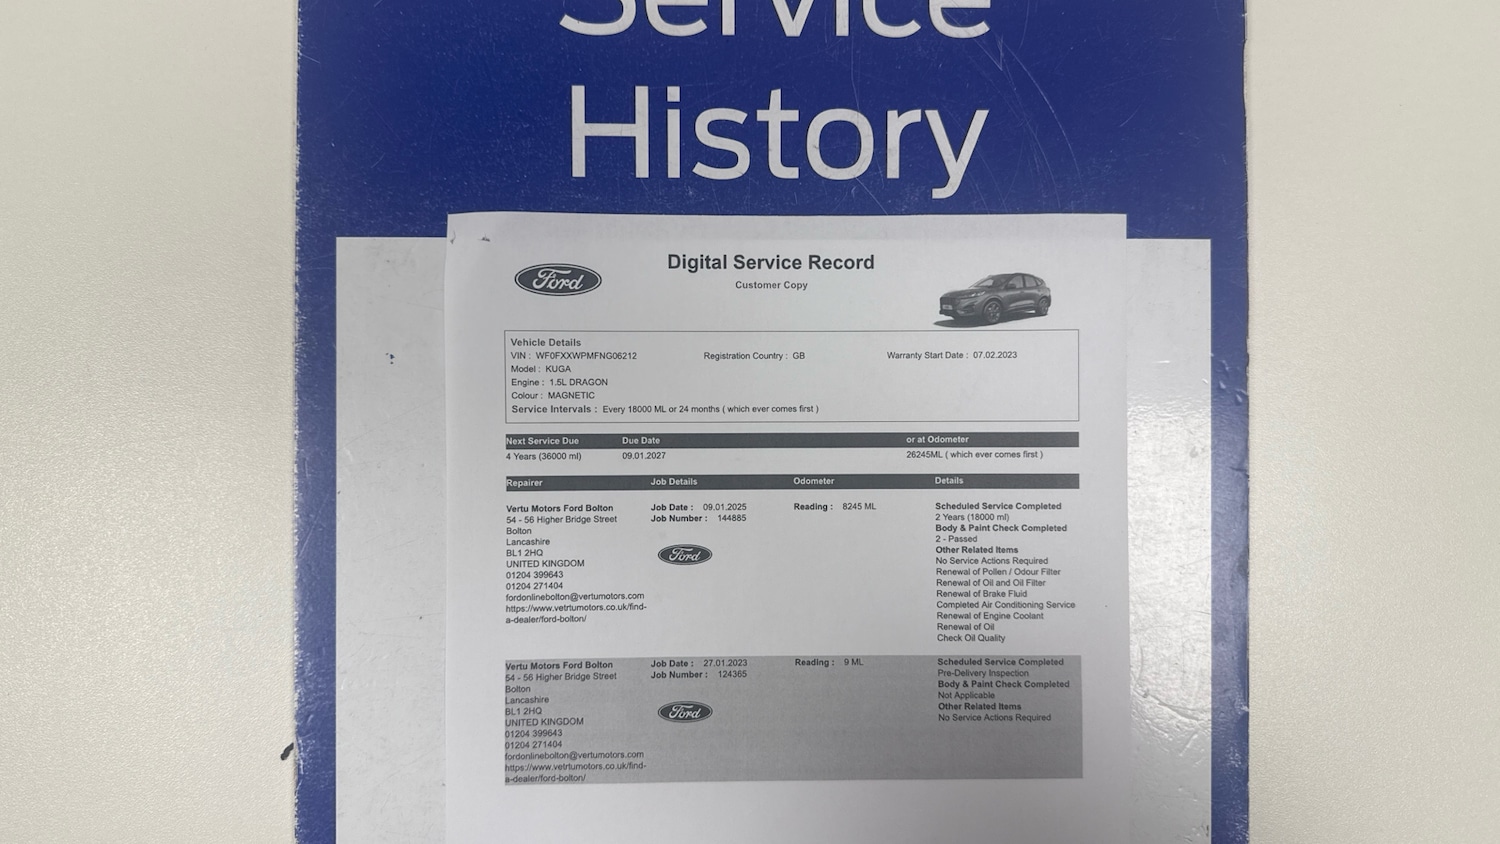 Service
History
Digital Service Record
Customer Copy
Ford
Vehicle Details
VIN : WF0FXXWPMFNG06212 Registration Country : GB Warranty Start Date : 07.02.2023
Model : KUGA
Engine : 1.5L DRAGON
Colour : MAGNETIC
Service Intervals : Every 18000 ML or 24 months ( which ever comes first )
Next Service Due Due Date or at Odometer
4 Years (36000 ml) 09.01.2027 26245ML ( which ever comes first )
Repairer Job Details Odometer Details
Vertu Motors Ford Bolton
54 - 56 Higher Bridge Street
Bolton
Lancashire
BL1 2HQ
UNITED KINGDOM
01204 399643
01204 271404
fordonlinebolton@vertumotors.com
https://www.vetrtumotors.co.uk/find-
a-dealer/ford-bolton/
Job Date : 09.01.2025
Job Number : 144885
Ford
Reading : 8245 ML
Scheduled Service Completed
2 Years (18000 ml)
Body & Paint Check Completed
2 - Passed
Other Related Items
No Service Actions Required
Renewal of Pollen / Odour Filter
Renewal of Oil and Oil Filter
Renewal of Brake Fluid
Completed Air Conditioning Service
Renewal of Engine Coolant
Renewal of Oil
Check Oil Quality
Vertu Motors Ford Bolton
54 - 56 Higher Bridge Street
Bolton
Lancashire
BL1 2HQ
UNITED KINGDOM
01204 399643
01204 271404
fordonlinebolton@vertumotors.com
https://www.vetrtumotors.co.uk/find-
a-dealer/ford-bolton/
Job Date : 27.01.2023
Job Number : 124365
Ford
Reading : 9 ML
Scheduled Service Completed
Pre-Delivery Inspection
Body & Paint Check Completed
Not Applicable
Other Related Items
No Service Actions Required